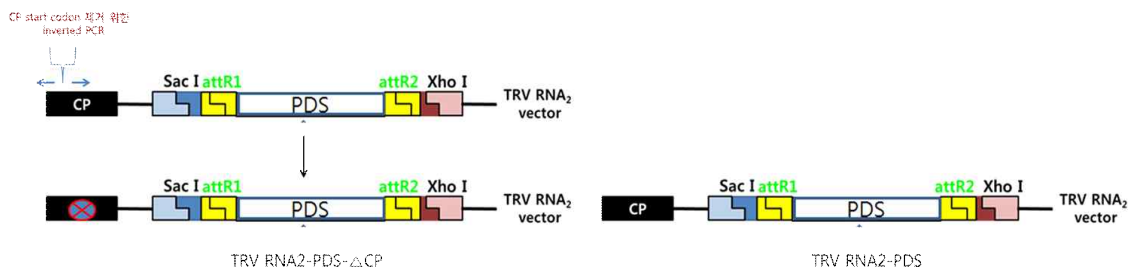 CP start codon 제거 위한
inverted PCR
Sac I attR1 attR2 Xho I
CP PDS TRV RNA2
vector
Sac I attR1 attR2 Xho I
PDS TRV RNA2
vector
TRV RNA2-PDS-△CP
Sac I attR1 attR2 Xho I
CP PDS TRV RNA2
vector
TRV RNA2-PDS